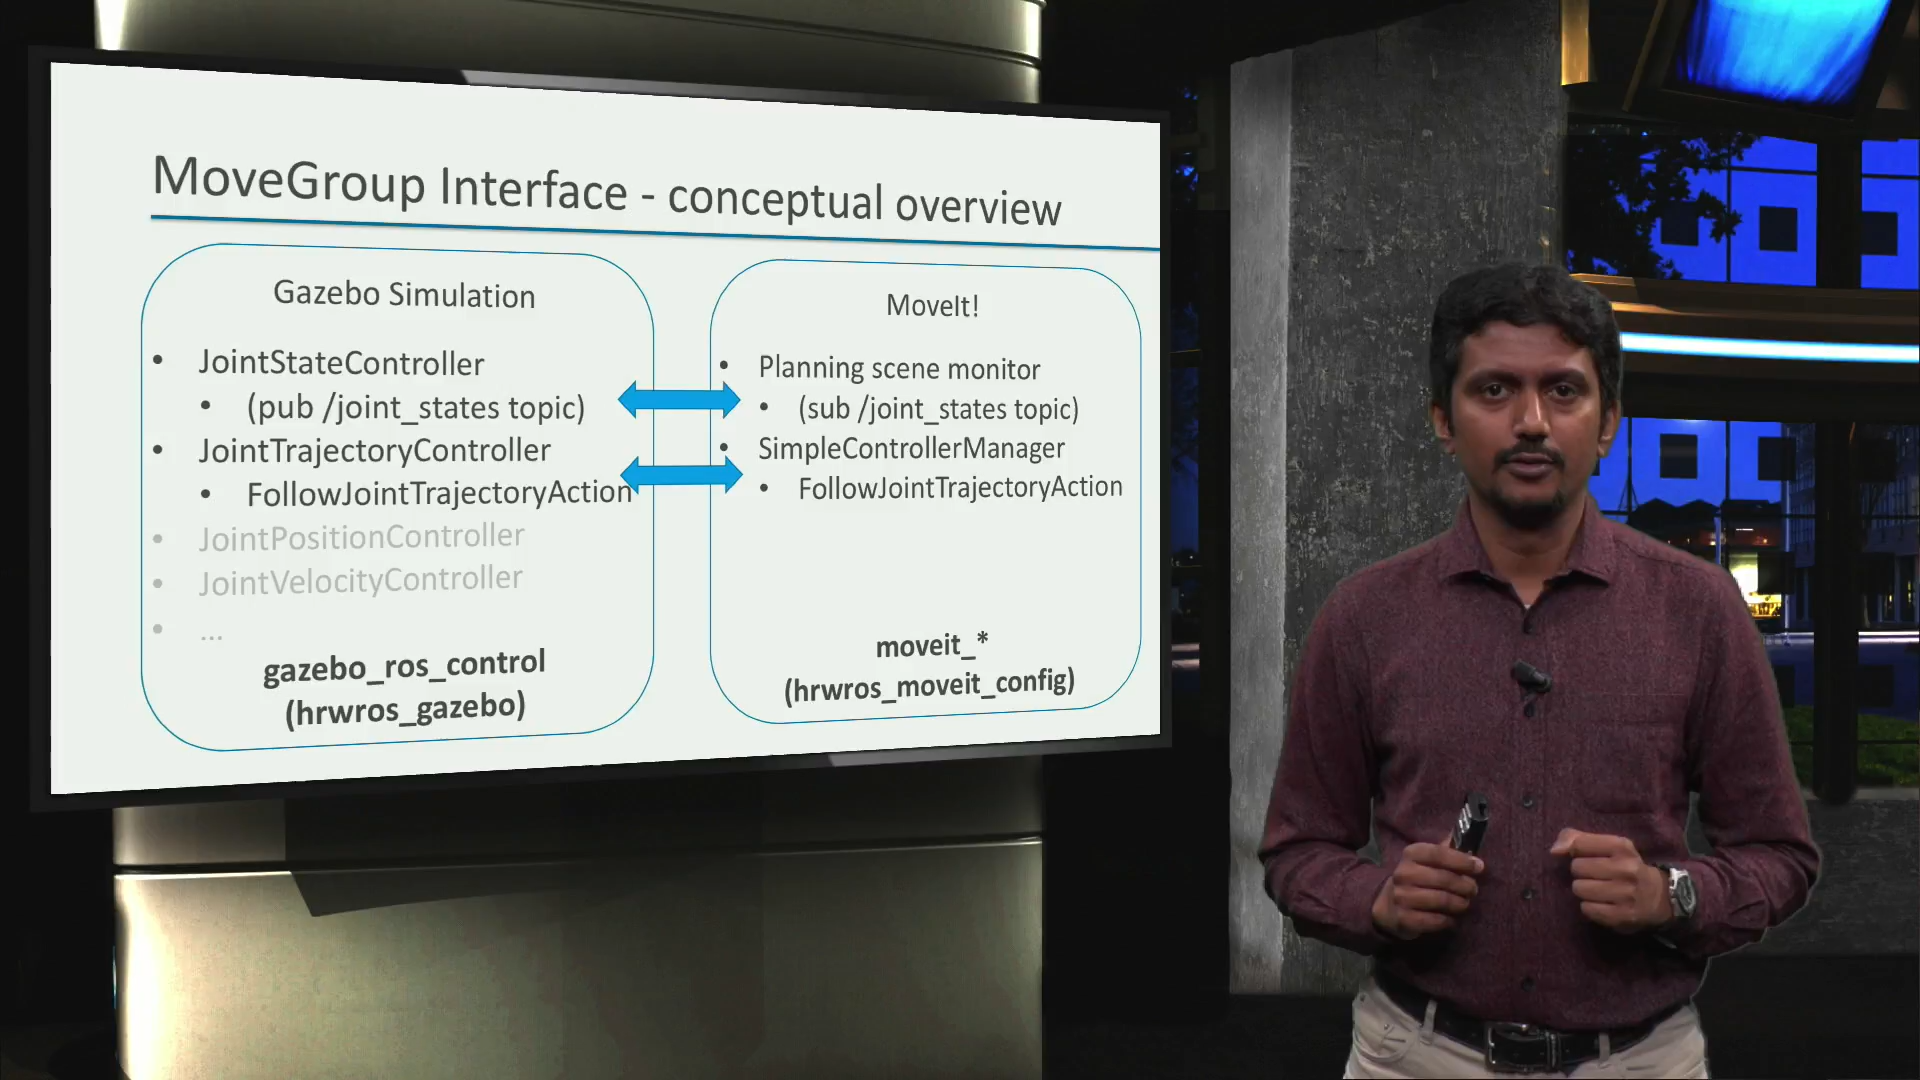 MoveGroup Interface - conceptual overview
Gazebo Simulation
• JointStateController
• (pub /joint_states topic)
• JointTrajectoryController
• FollowJointTrajectoryAction
• JointPositionController
• JointVelocityController
• ...
gazebo_ros_control
(hrwros_gazebo)
MoveIt!
• Planning scene monitor
• (sub /joint_states topic)
• SimpleControllerManager
• FollowJointTrajectoryAction
moveit_*
(hrwros_moveit_config)